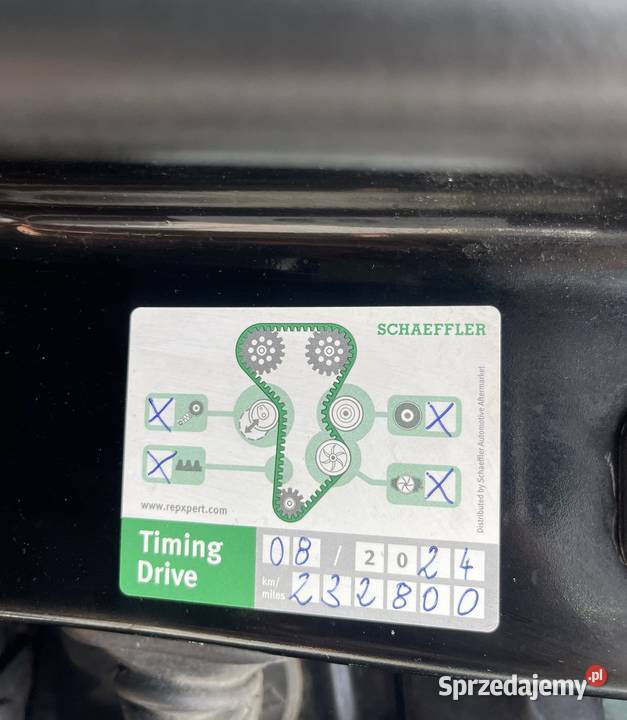 SCHAEFFLER
X
X
X
X
Distributed by Schaeffler Automotive Aftermarket
www.repxpert.com
Timing
Drive
08 / 2024
km/
miles 232800
Sprzedajemy.pl